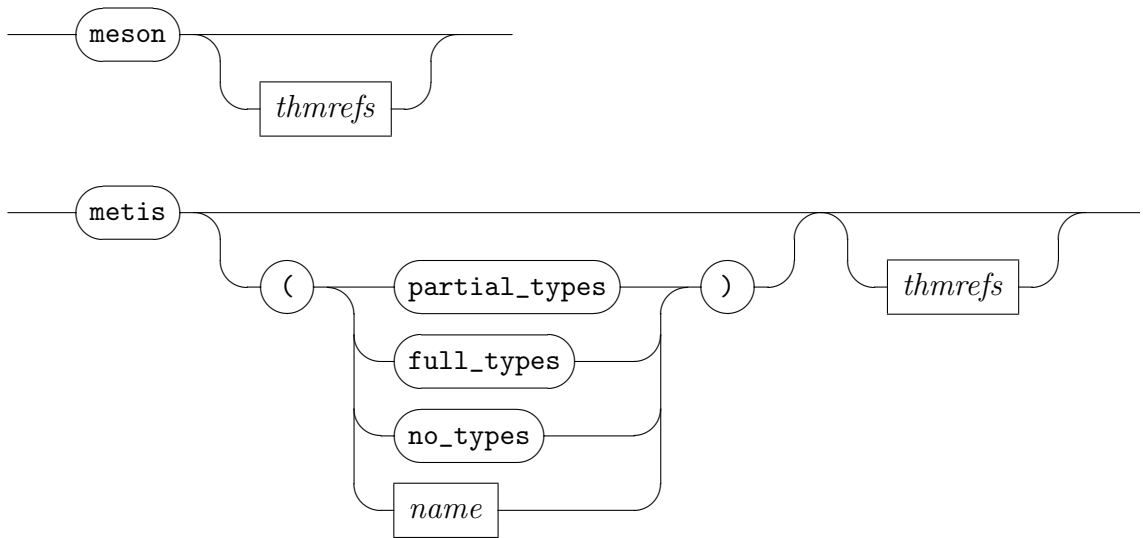 meson
thmrefs
metis
( partial_types ) thmrefs
full_types
no_types
name